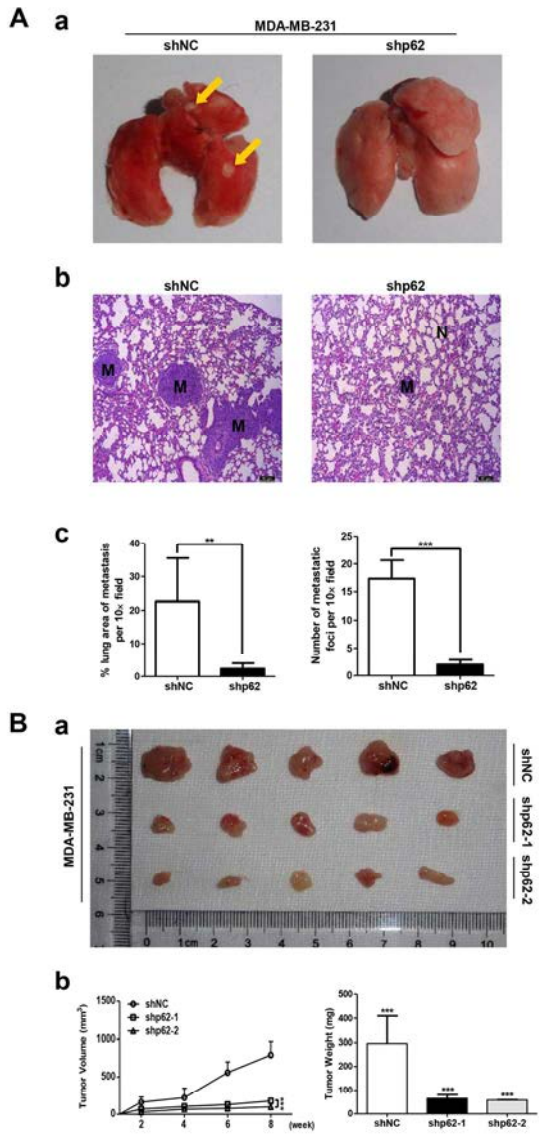 A
a
MDA-MB-231
shNC shp62
b
shNC shp62
M M M
N
M
c
% lung area of metastasis
per 10× field
40
30
20
10
0
**
shNC shp62
Number of metastatic
foci per 10× field
25
20
15
10
5
0
***
shNC shp62
B
a
MDA-MB-231
1cm
2
3
4
5
6
0 1cm 2 3 4 5 6 7 8 9 10
shNC
shp62-1
shp62-2
b
Tumor Volume (mm³)
1500
1000
500
0
shNC
shp62-1
shp62-2
2 4 6 8 (week)
Tumor Weight (mg)
500
400
300
200
100
0
*** *** ***
shNC shp62-1 shp62-2